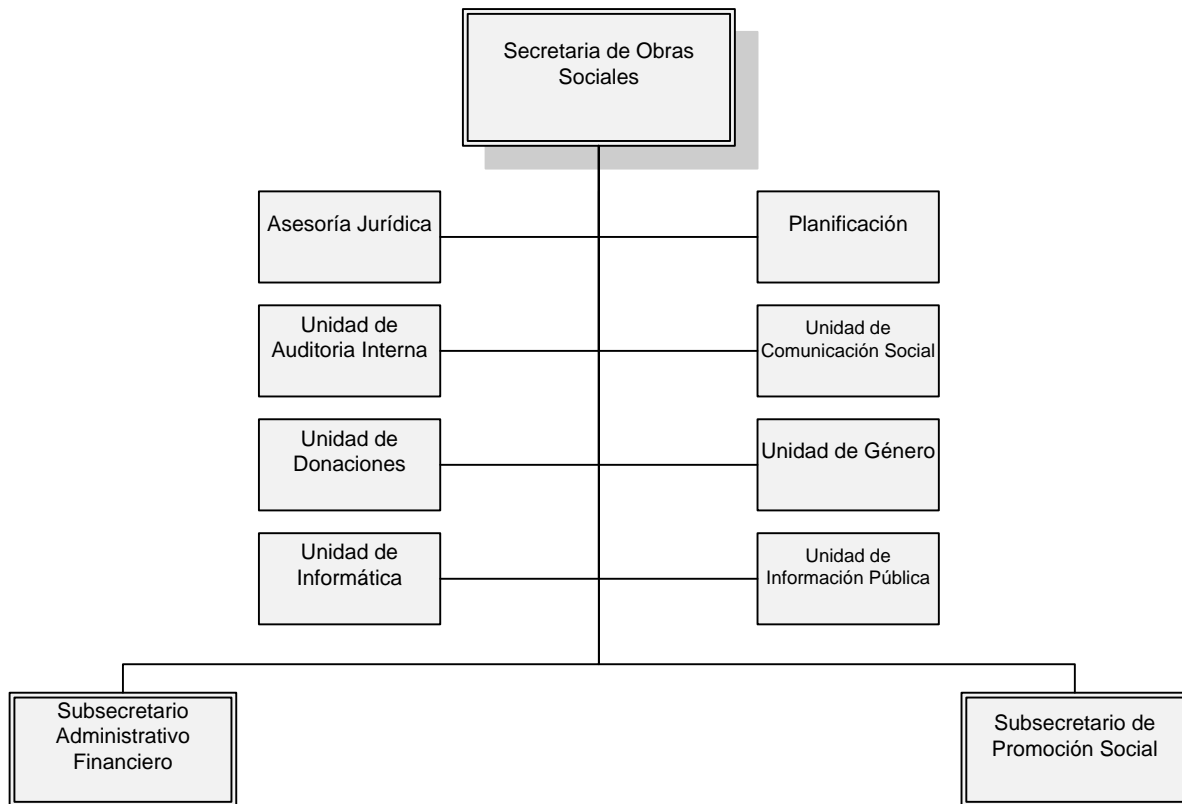 Secretaria de Obras
Sociales
Asesoría Jurídica
Planificación
Unidad de
Auditoria Interna
Unidad de
Comunicación Social
Unidad de
Donaciones
Unidad de Género
Unidad de
Informática
Unidad de
Información Pública
Subsecretario
Administrativo
Financiero
Subsecretario de
Promoción Social